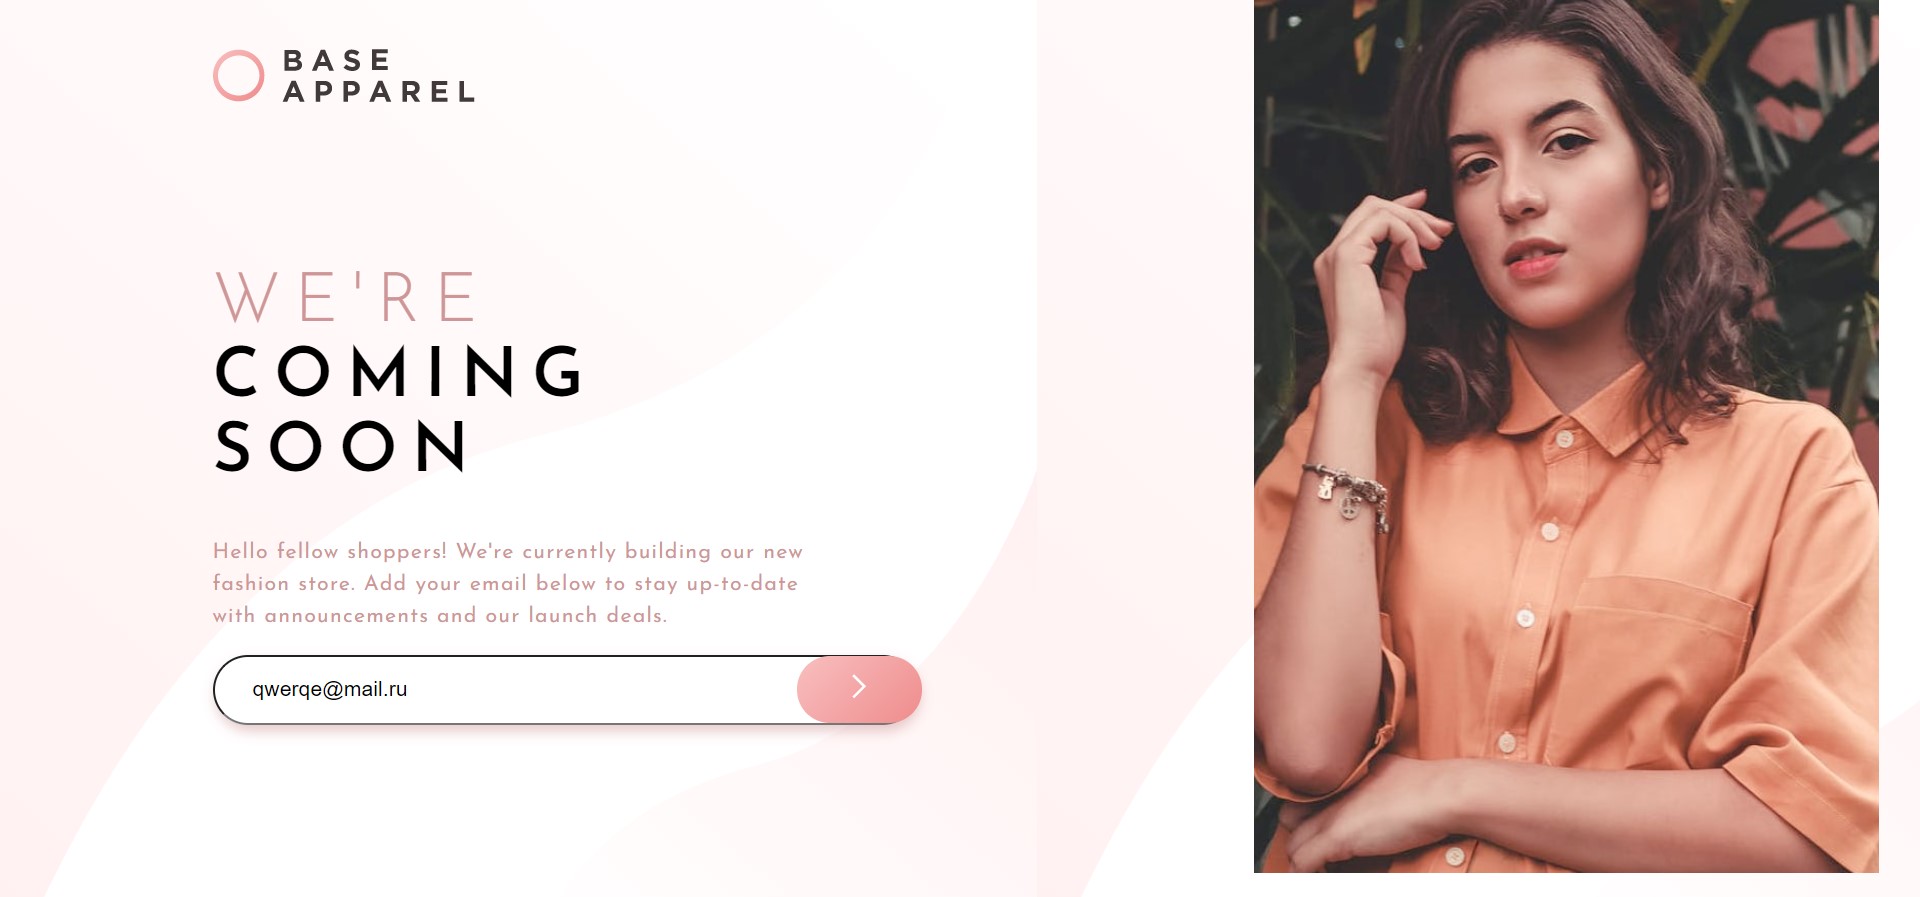 BASE
APPAREL
WE'RE
COMING
SOON
Hello fellow shoppers! We're currently building our new
fashion store. Add your email below to stay up-to-date
with announcements and our launch deals.
qwerqe@mail.ru